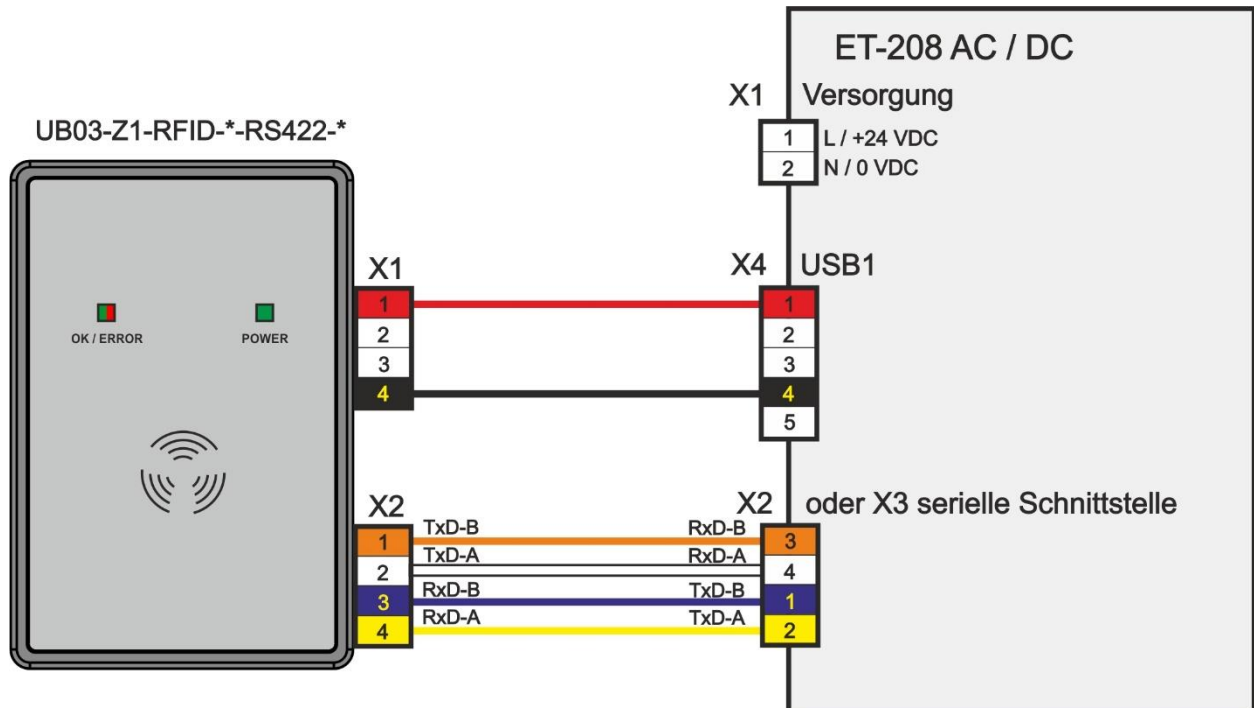 ET-208 AC / DC
X1 Versorgung
1 L / +24 VDC
2 N / 0 VDC
UB03-Z1-RFID-*-RS422-*
OK / ERROR
POWER
X1
1
2
3
4
X4 USB1
1
2
3
4
5
X2
1
2
3
4
TxD-B RxD-B
TxD-A RxD-A
RxD-B TxD-B
RxD-A TxD-A
X2 oder X3 serielle Schnittstelle
3
4
1
2